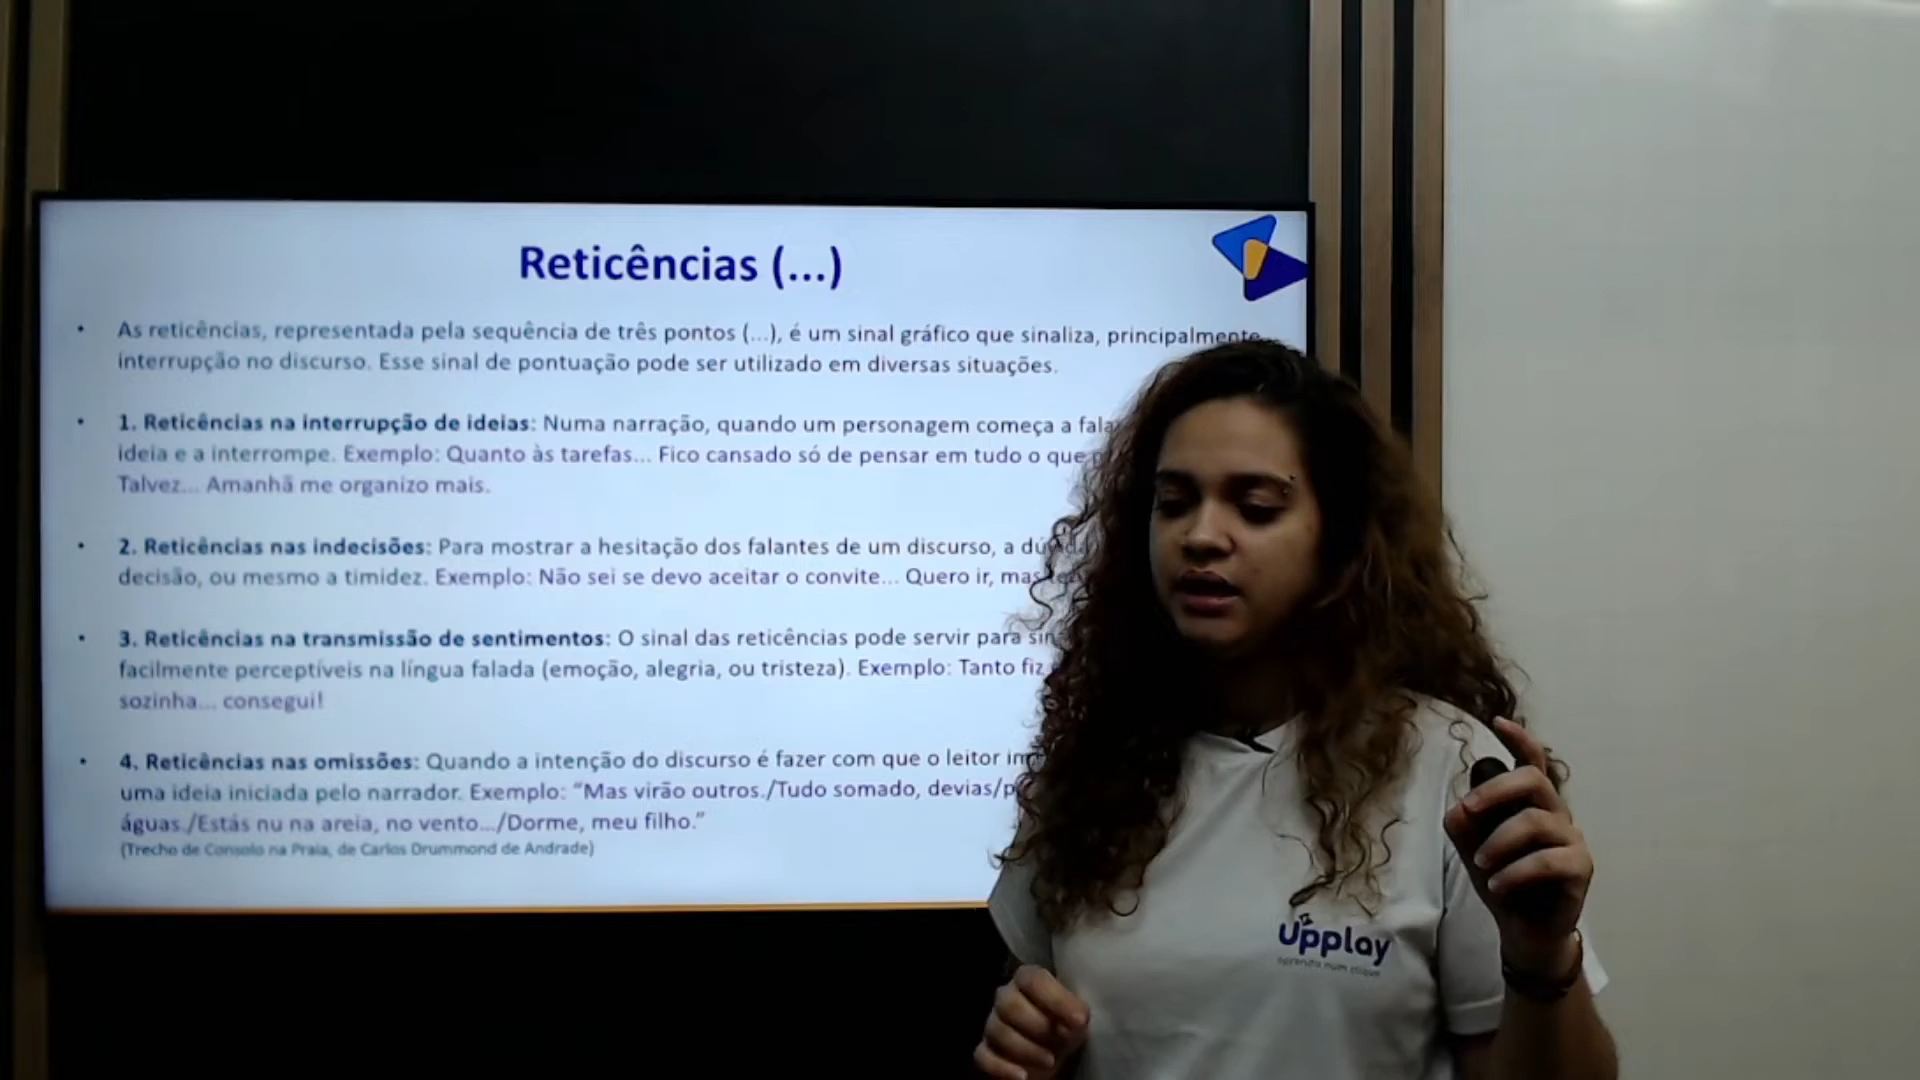 Reticências (...)
• As reticências, representada pela sequência de três pontos (...), é um sinal gráfico que sinaliza, principalmente
interrupção no discurso. Esse sinal de pontuação pode ser utilizado em diversas situações.
• 1. Reticências na interrupção de ideias: Numa narração, quando um personagem começa a fala
ideia e a interrompe. Exemplo: Quanto às tarefas... Fico cansado só de pensar em tudo o que
Talvez... Amanhã me organizo mais.
• 2. Reticências nas indecisões: Para mostrar a hesitação dos falantes de um discurso, a
decisão, ou mesmo a timidez. Exemplo: Não sei se devo aceitar o convite... Quero ir, mas
• 3. Reticências na transmissão de sentimentos: O sinal das reticências pode servir para
facilmente perceptíveis na língua falada (emoção, alegria, ou tristeza). Exemplo: Tanto fiz
sozinha... consegui!
• 4. Reticências nas omissões: Quando a intenção do discurso é fazer com que o leitor
uma ideia iniciada pelo narrador. Exemplo: “Mas virão outros./Tudo somado, devias/
águas./Estás nu na areia, no vento.../Dorme, meu filho.”
(Trecho de Consolo na Praia, de Carlos Drummond de Andrade)
Upplay
aprenda num clique